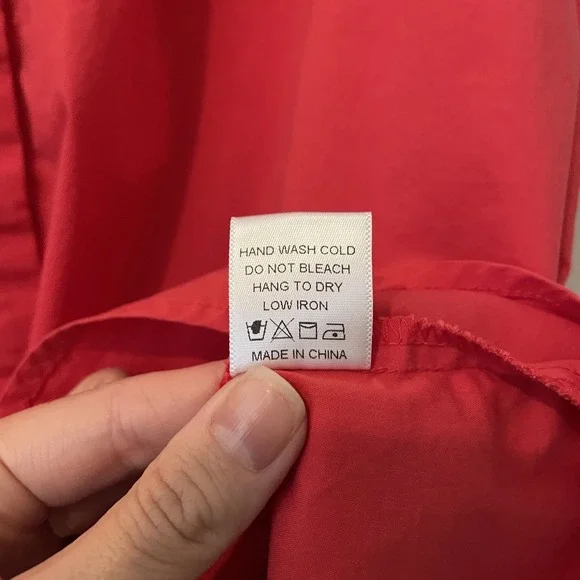 HAND WASH COLD
DO NOT BLEACH
HANG TO DRY
LOW IRON
MADE IN CHINA